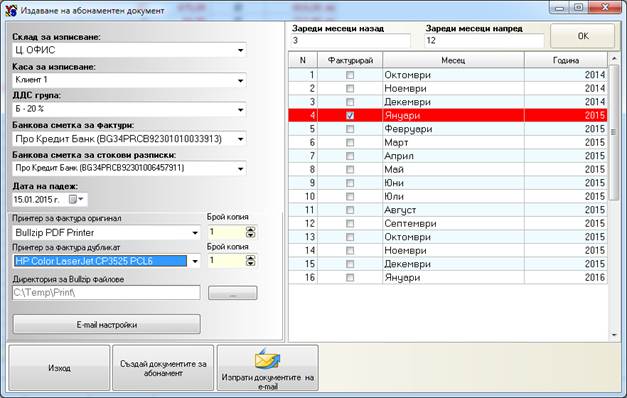 Издаване на абонаментен документ
Склад за изписване:
Ц. ОФИС
Каса за изписване:
Клиент 1
ДДС група:
Б - 20 %
Банкова сметка за фактури:
Про Кредит Банк (BG34PRCB92301010033913)
Банкова сметка за стокови разписки:
Про Кредит Банк (BG34PRCB92301006457911)
Дата на падеж:
15.01.2015 г.
Принтер за фактура оригинал Брой копия
Bullzip PDF Printer 1
Принтер за фактура дубликат Брой копия
HP Color LaserJet CP3525 PCL6 1
Директория за Bullzip файлове
C:\Temp\Print\ ...
E-mail настройки
Зареди месеци назад Зареди месеци напред
3 12 OK
N Фактурирай Месец Година
1 Октомври 2014
2 Ноември 2014
3 Декември 2014
4 Януари 2015
5 Февруари 2015
6 Март 2015
7 Април 2015
8 Май 2015
9 Юни 2015
10 Юли 2015
11 Август 2015
12 Септември 2015
13 Октомври 2015
14 Ноември 2015
15 Декември 2015
16 Януари 2016
Изход
Създай документите за
абонамент
Изпрати документите на
e-mail